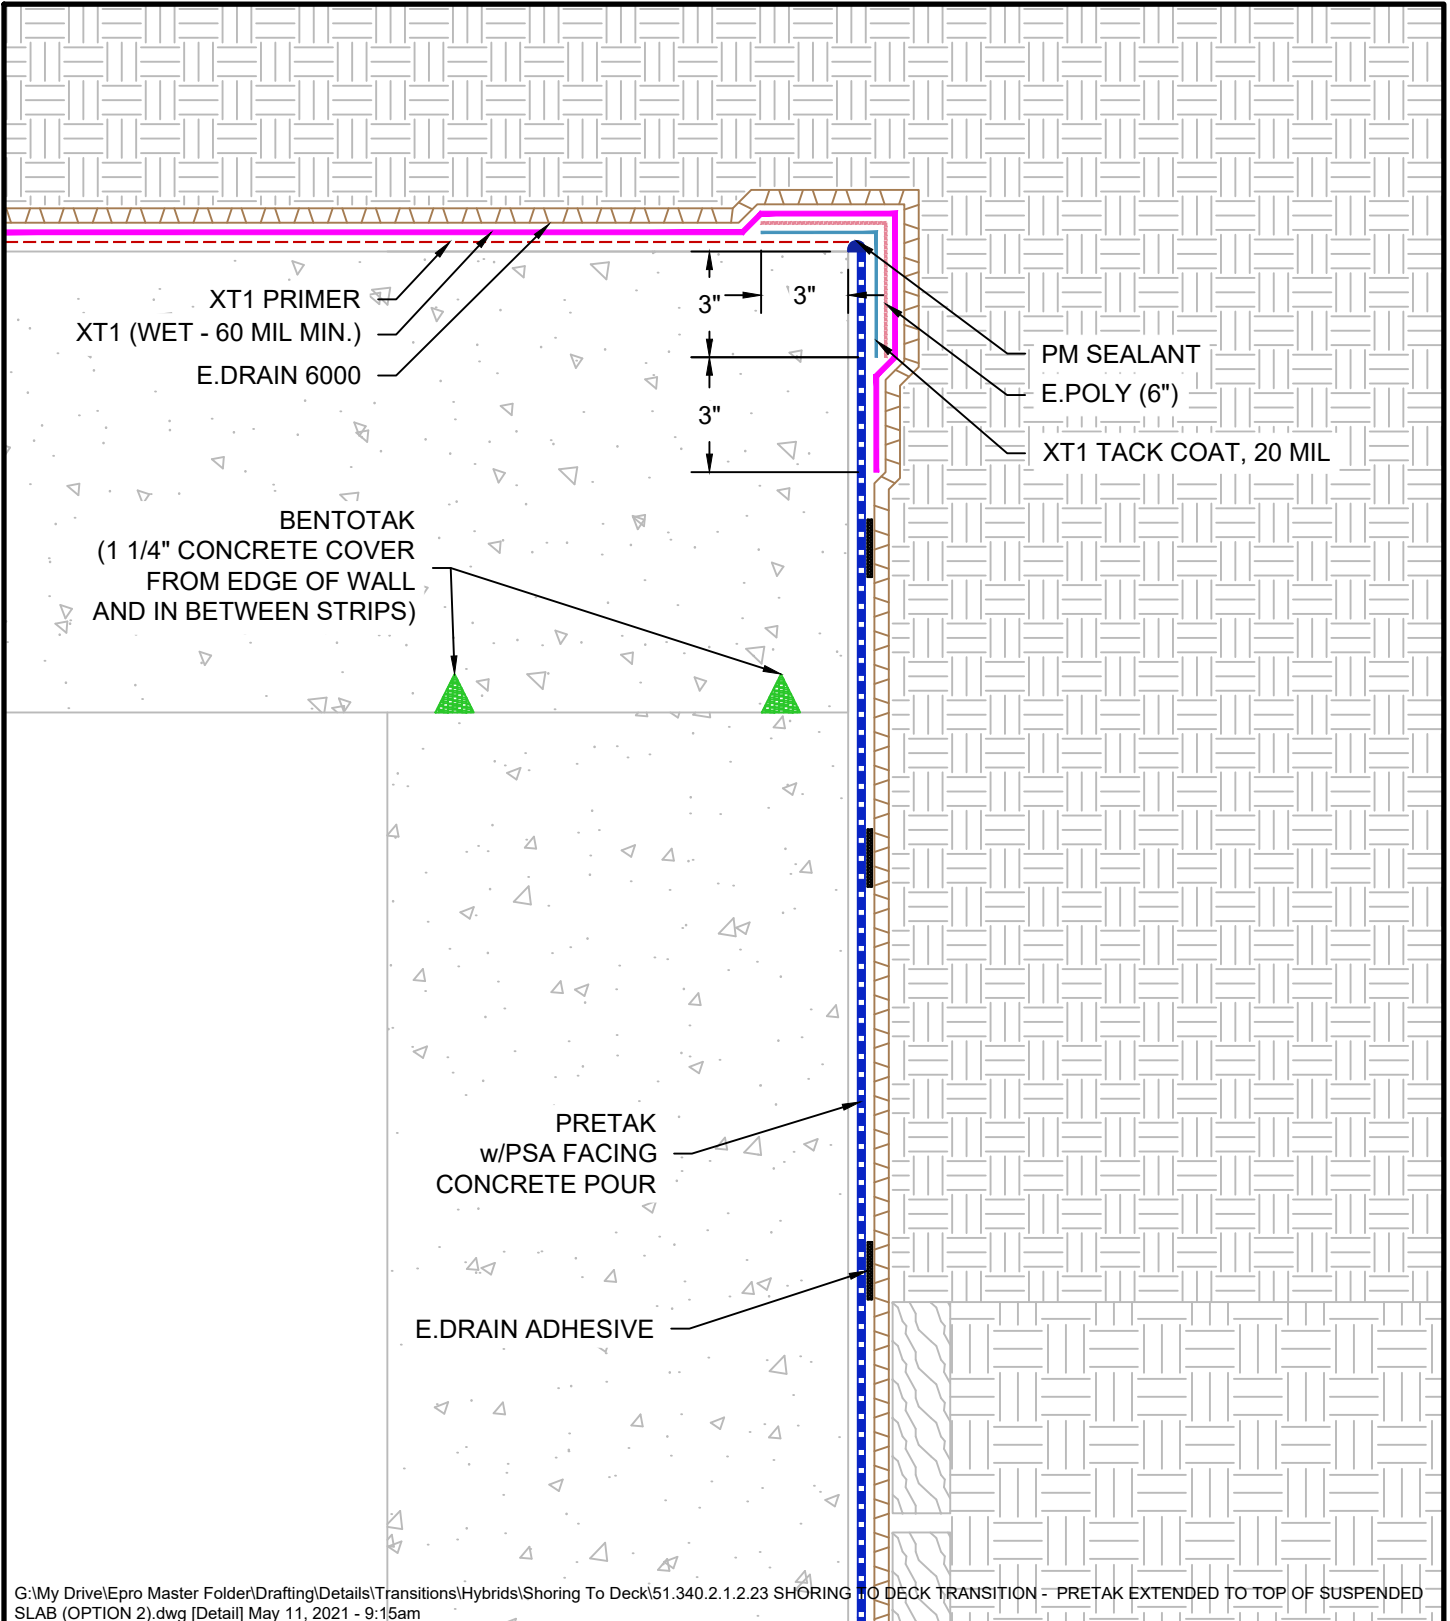 XT1 PRIMER
XT1 (WET - 60 MIL MIN.)
E.DRAIN 6000
3"
3"
3"
PM SEALANT
E.POLY (6")
XT1 TACK COAT, 20 MIL
BENTOTAK
(1 1/4" CONCRETE COVER
FROM EDGE OF WALL
AND IN BETWEEN STRIPS)
PRETAK
w/PSA FACING
CONCRETE POUR
E.DRAIN ADHESIVE
G:\My Drive\Epro Master Folder\Drafting\Details\Transitions\Hybrids\Shoring To Deck\51.340.2.1.2.23 SHORING TO DECK TRANSITION - PRETAK EXTENDED TO TOP OF SUSPENDED
SLAB (OPTION 2).dwg [Detail] May 11, 2021 - 9:15am